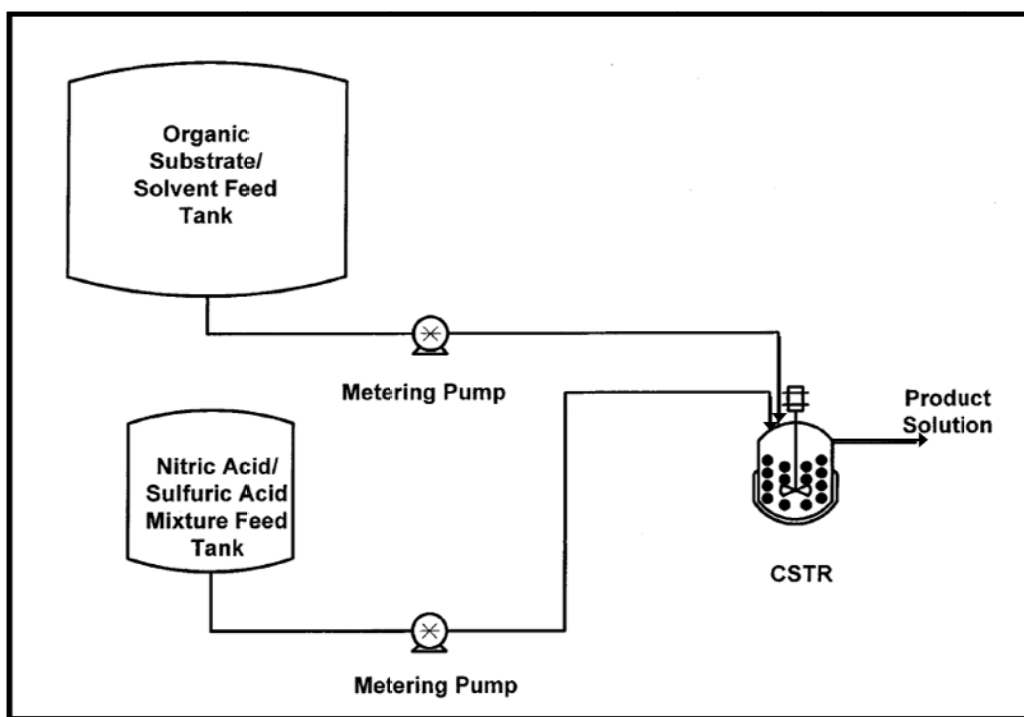 Organic
Substrate/
Solvent Feed
Tank
Metering Pump
Nitric Acid/
Sulfuric Acid
Mixture Feed
Tank
Metering Pump
Product
Solution
CSTR